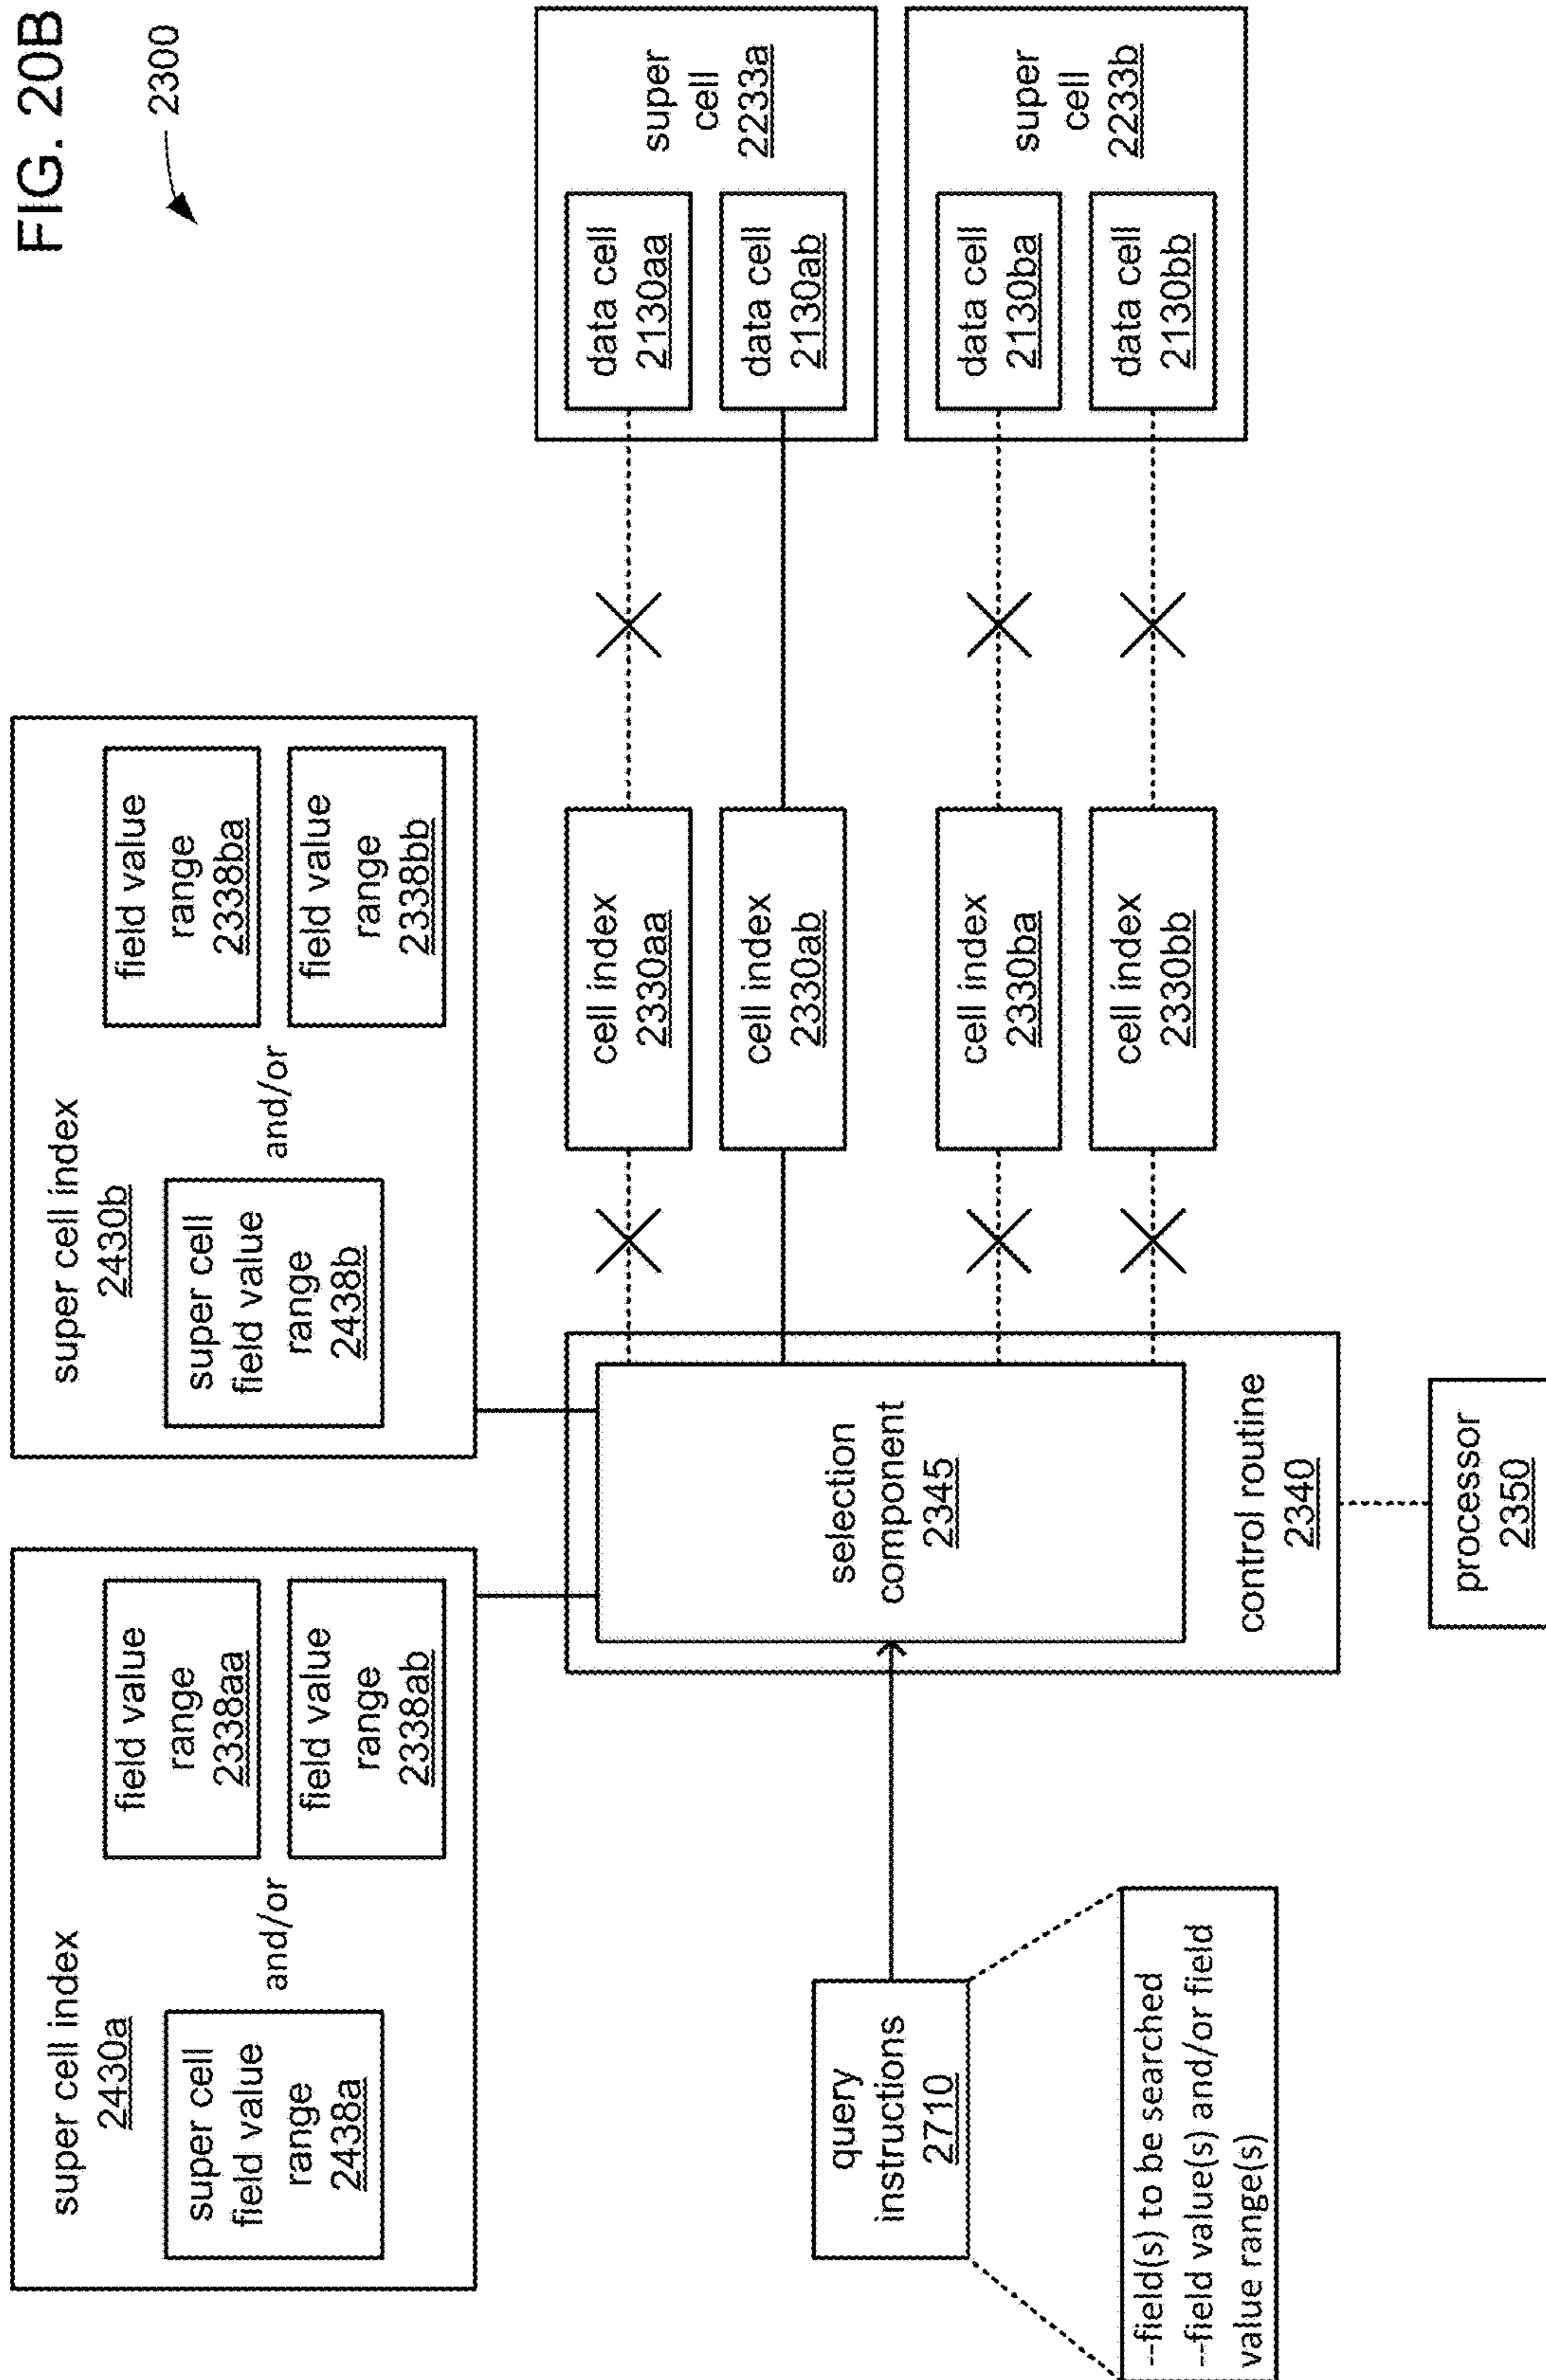 FIG. 20B
2300
super cell index
2430a
super cell
field value
range
2438a
and/or
field value
range
2338aa
field value
range
2338ab
super cell index
2430b
super cell
field value
range
2438b
and/or
field value
range
2338ba
field value
range
2338bb
query
instructions
2710
--field(s) to be searched
--field value(s) and/or field
value range(s)
selection
component
2345
control routine
2340
processor
2350
cell index
2330aa
cell index
2330ab
cell index
2330ba
cell index
2330bb
data cell
2130aa
data cell
2130ab
super
cell
2233a
data cell
2130ba
data cell
2130bb
super
cell
2233b